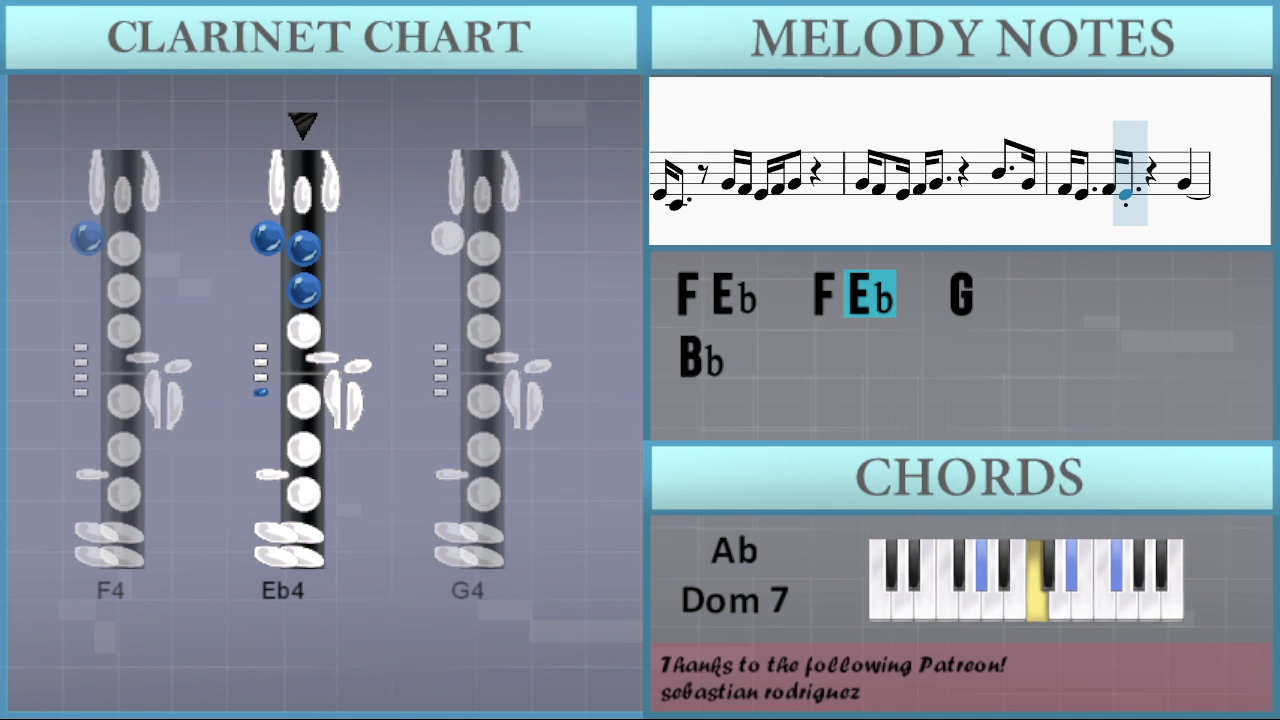 CLARINET CHART
F4
Eb4
G4
MELODY NOTES
F Eb F Eb G
Bb
CHORDS
Ab
Dom 7
Thanks to the following Patreon!
sebastian rodriguez